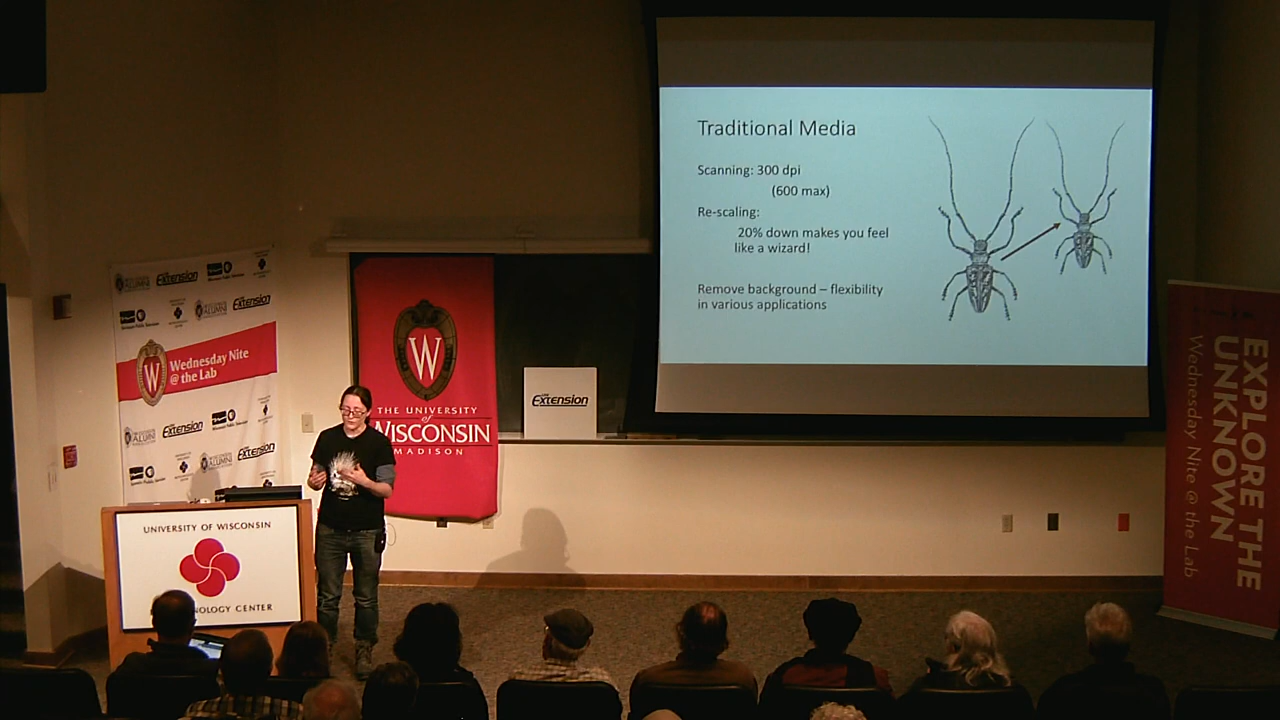 Traditional Media
Scanning: 300 dpi
(600 max)
Re-scaling:
20% down makes you feel
like a wizard!
Remove background – flexibility
in various applications
Extension
Extension
Wednesday Nite
@ the Lab
Extension
Extension
W
THE UNIVERSITY
of
WISCONSIN
MADISON
Extension
UNIVERSITY OF WISCONSIN
NOLOGY CENTER
EXPLORE THE
UNKNOWN
Wednesday Nite @ the Lab